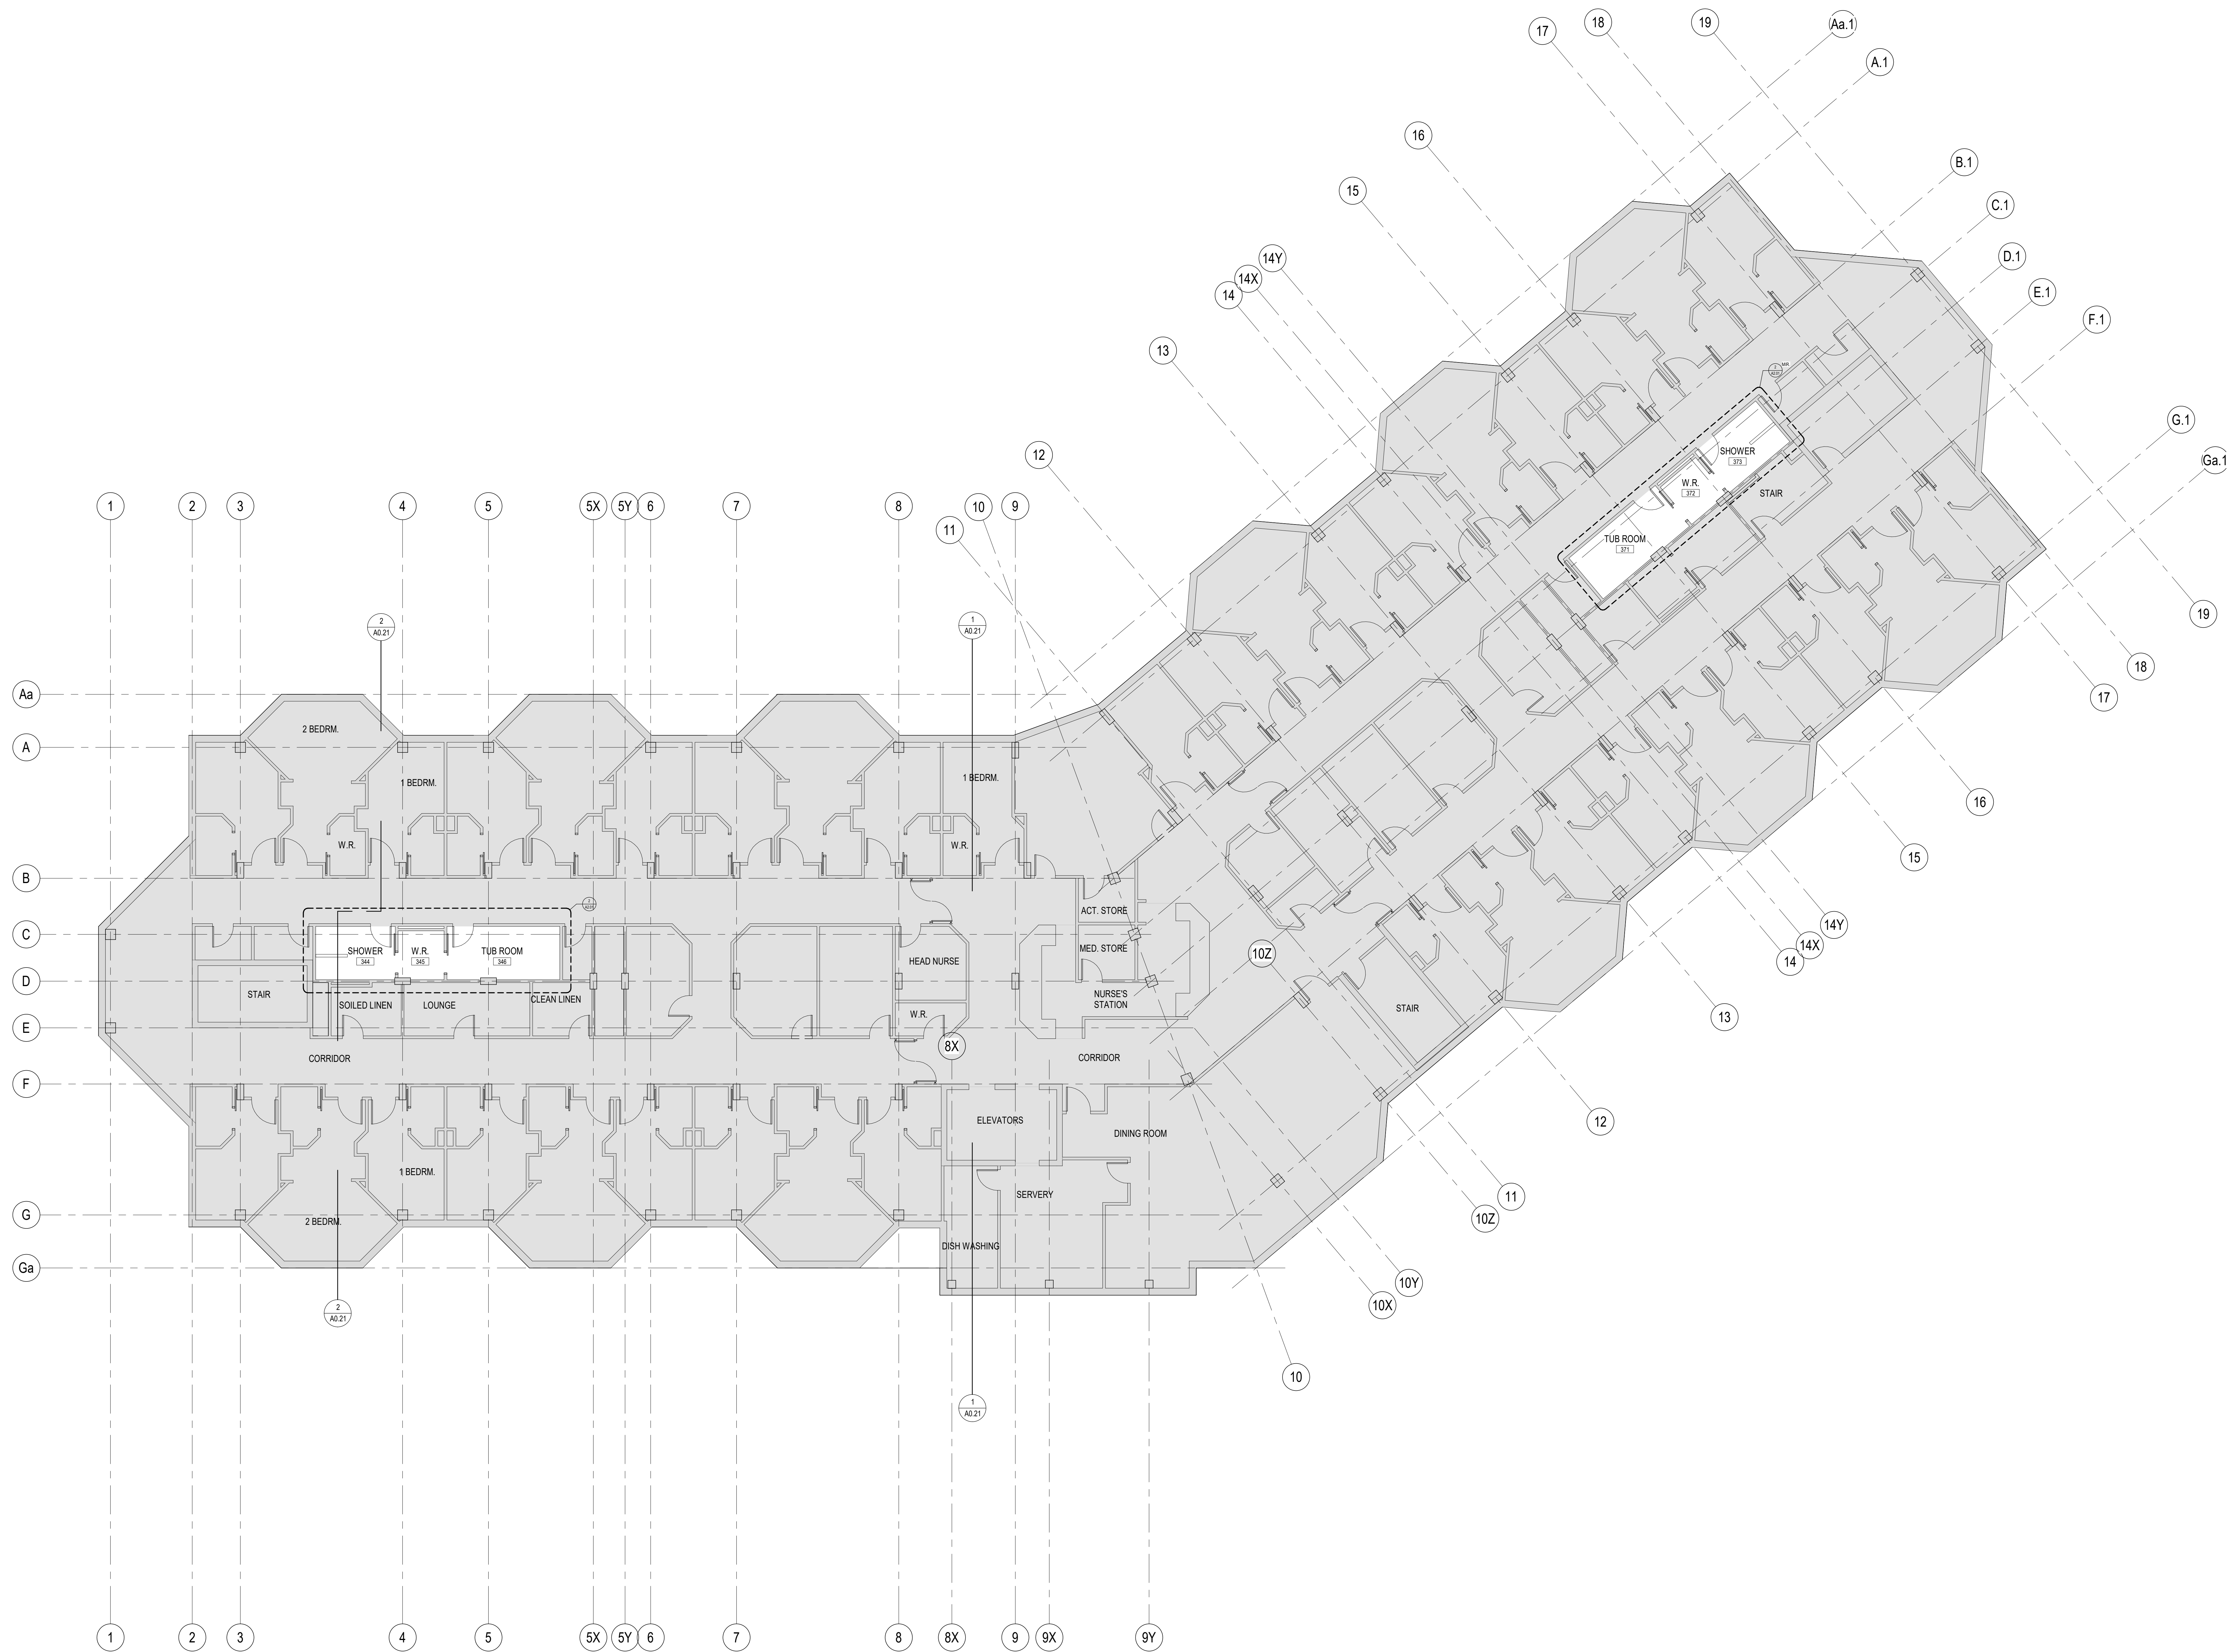 17
18
19
Aa.1
A.1
16
B.1
15
C.1
14Y
14X
14
D.1
E.1
F.1
13
MIR
G.1
12
SHOWER
373
Ga.1
W.R.
372
STAIR
TUB ROOM
371
1
2
3
4
5
5X
5Y
6
7
8
10
9
11
19
2
A0.21
1
A0.21
18
17
Aa
A
2 BEDRM.
1 BEDRM.
1 BEDRM.
16
15
W.R.
W.R.
B
ACT. STORE
14Y
14X
14
C
SHOWER
344
W.R.
345
TUB ROOM
346
MED. STORE
10Z
HEAD NURSE
D
STAIR
SOILED LINEN
LOUNGE
CLEAN LINEN
NURSE'S
STATION
STAIR
13
W.R.
E
8X
CORRIDOR
CORRIDOR
F
ELEVATORS
DINING ROOM
12
1 BEDRM.
SERVERY
11
G
2 BEDRM.
10Z
DISH WASHING
Ga
10Y
10X
2
A0.21
10
1
A0.21
1
2
3
4
5
5X
5Y
6
7
8
8X
9
9X
9Y